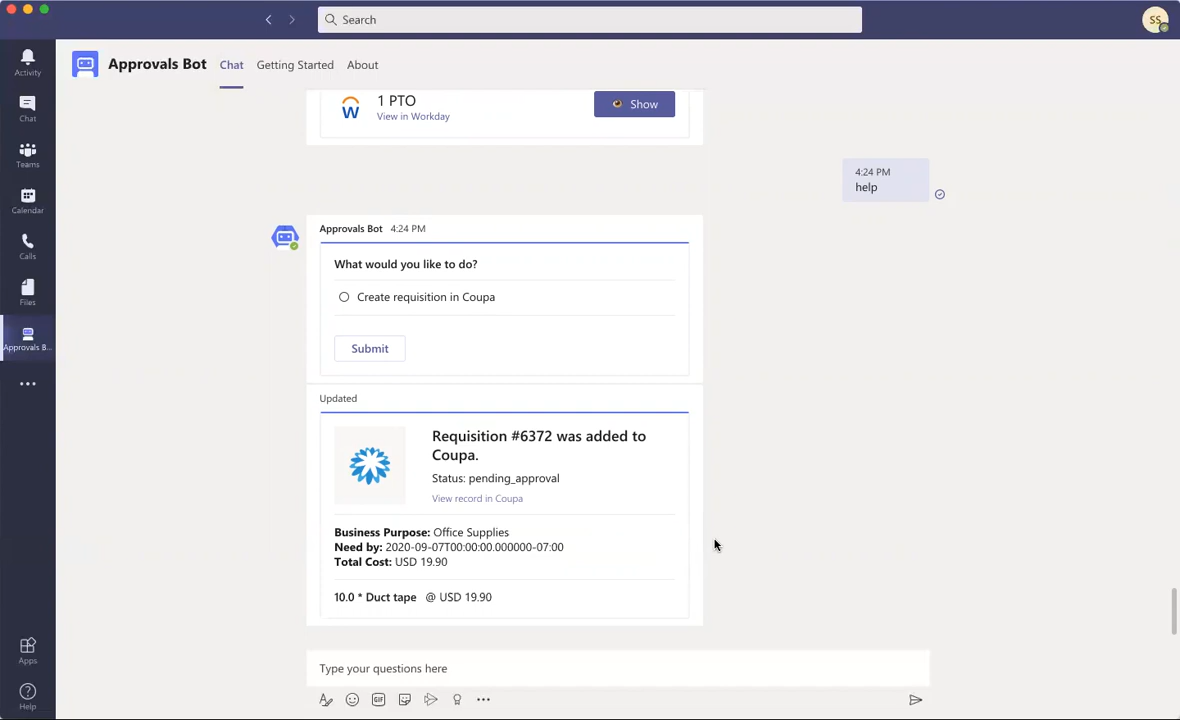 Search
SS
Activity
Chat
Teams
Calendar
Calls
Files
Approvals B...
Apps
Help
Approvals Bot Chat Getting Started About
W
1 PTO
View in Workday
Show
4:24 PM
help
Approvals Bot 4:24 PM
What would you like to do?
Create requisition in Coupa
Submit
Updated
Requisition #6372 was added to
Coupa.
Status: pending_approval
View record in Coupa
Business Purpose: Office Supplies
Need by: 2020-09-07T00:00:00.000000-07:00
Total Cost: USD 19.90
10.0 * Duct tape @ USD 19.90
Type your questions here
GIF